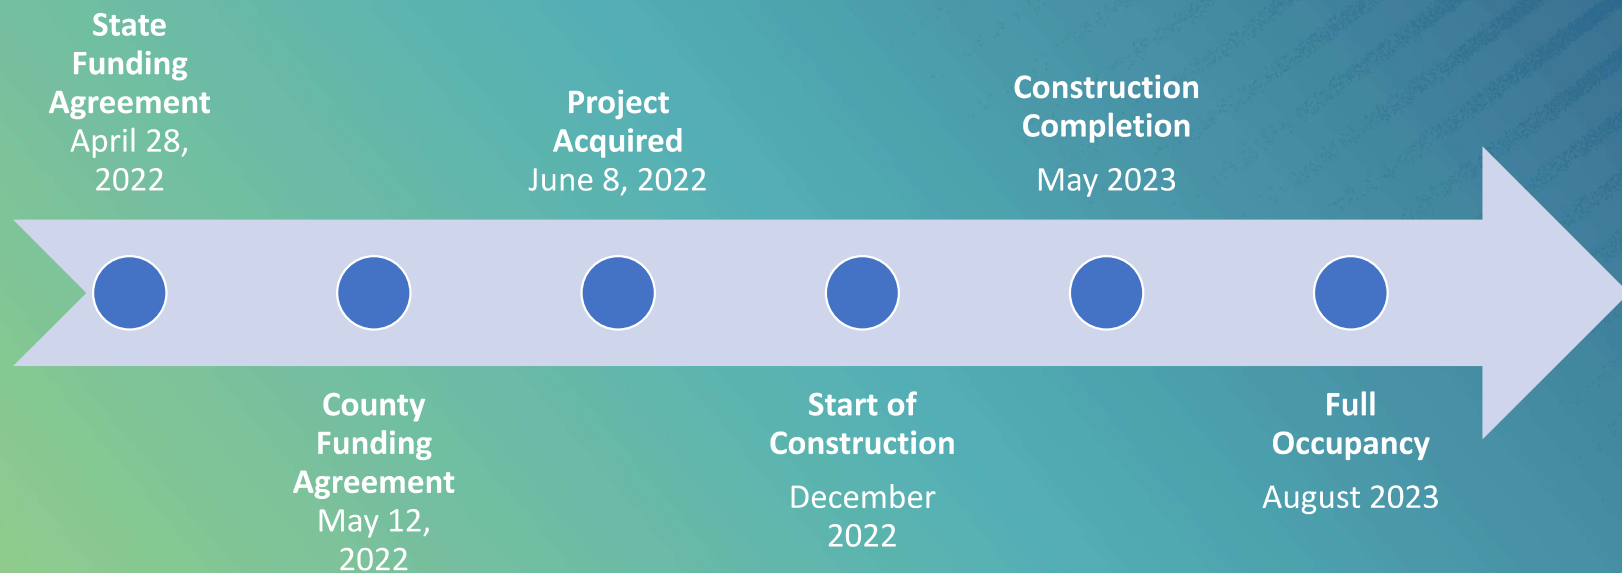 State
Funding
Agreement
April 28,
2022
County
Funding
Agreement
May 12,
2022
Project
Acquired
June 8, 2022
Start of
Construction
December
2022
Construction
Completion
May 2023
Full
Occupancy
August 2023